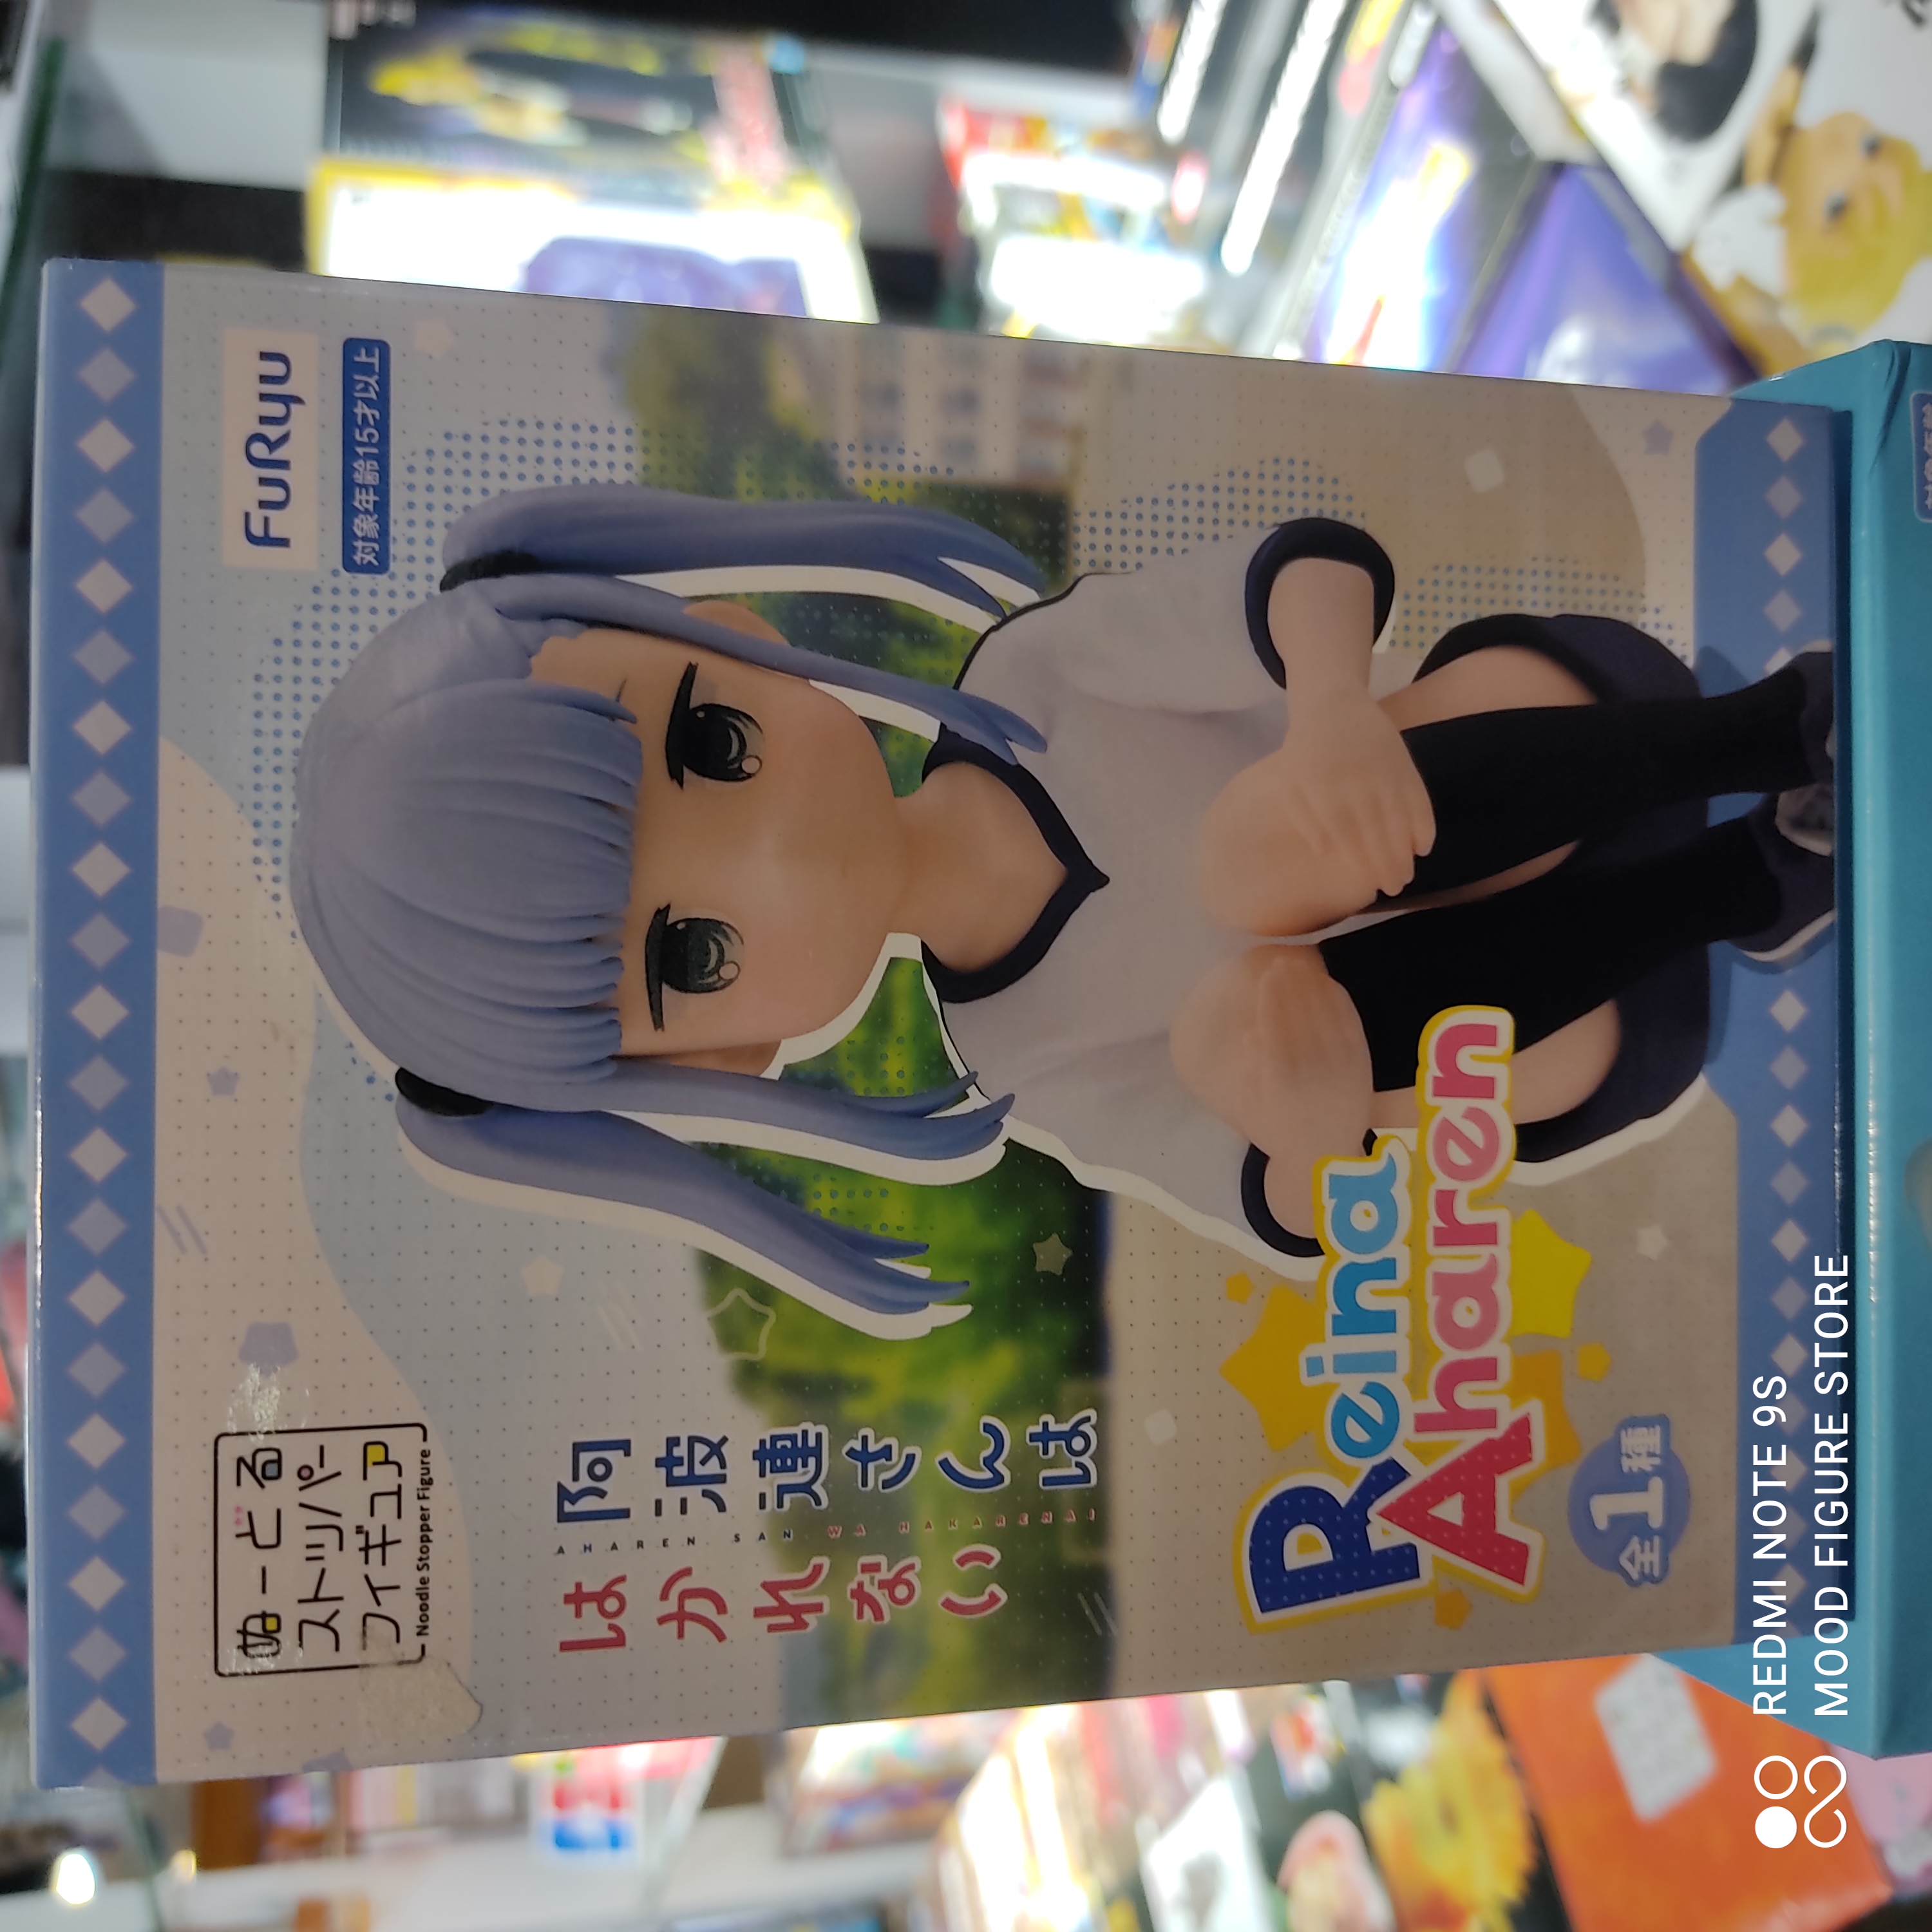 ぬーどる
ストッパー
フィギュア
Noodle Stopper Figure
FuRyu
対象年齢15才以上
阿波連さんは
AHAREN SAN WA HAKARENAI
はかれない
Reina
Aharen
全1種
REDMI NOTE 9S
MOOD FIGURE STORE